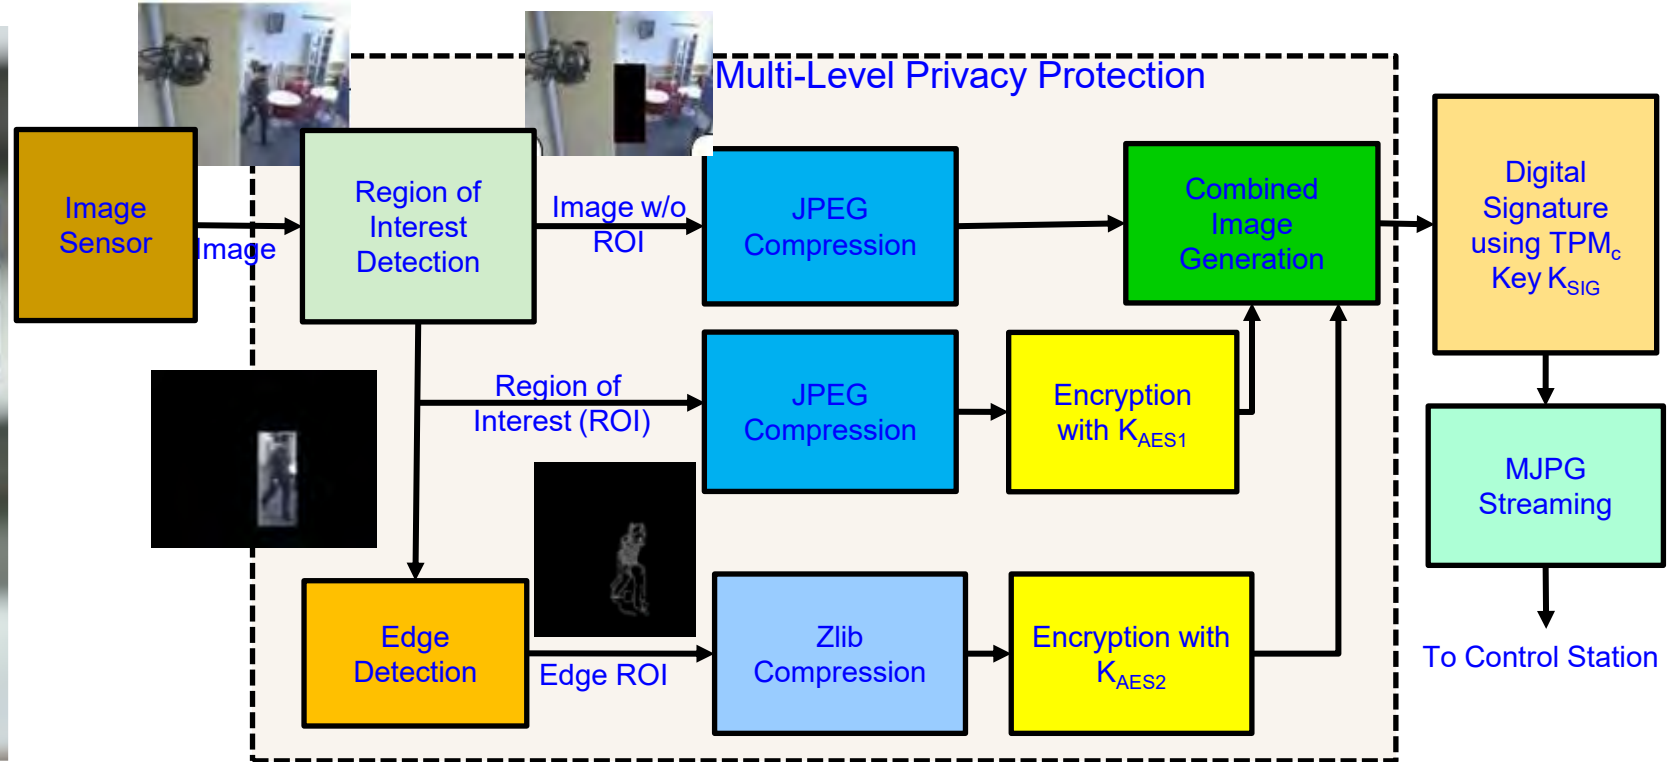 Multi-Level Privacy Protection
Image
Sensor
Image
Region of
Interest
Detection
Image w/o
ROI
JPEG
Compression
Combined
Image
Generation
Digital
Signature
using TPMc
Key KSIG
Region of
Interest (ROI)
JPEG
Compression
Encryption
with KAES1
MJPG
Streaming
Edge
Detection
Edge ROI
Zlib
Compression
Encryption with
KAES2
To Control Station